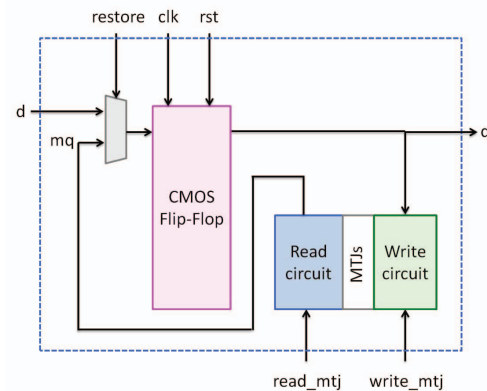 restore clk rst
d
mq
q
CMOS
Flip-Flop
Read
circuit
MTJs
Write
circuit
read_mtj write_mtj